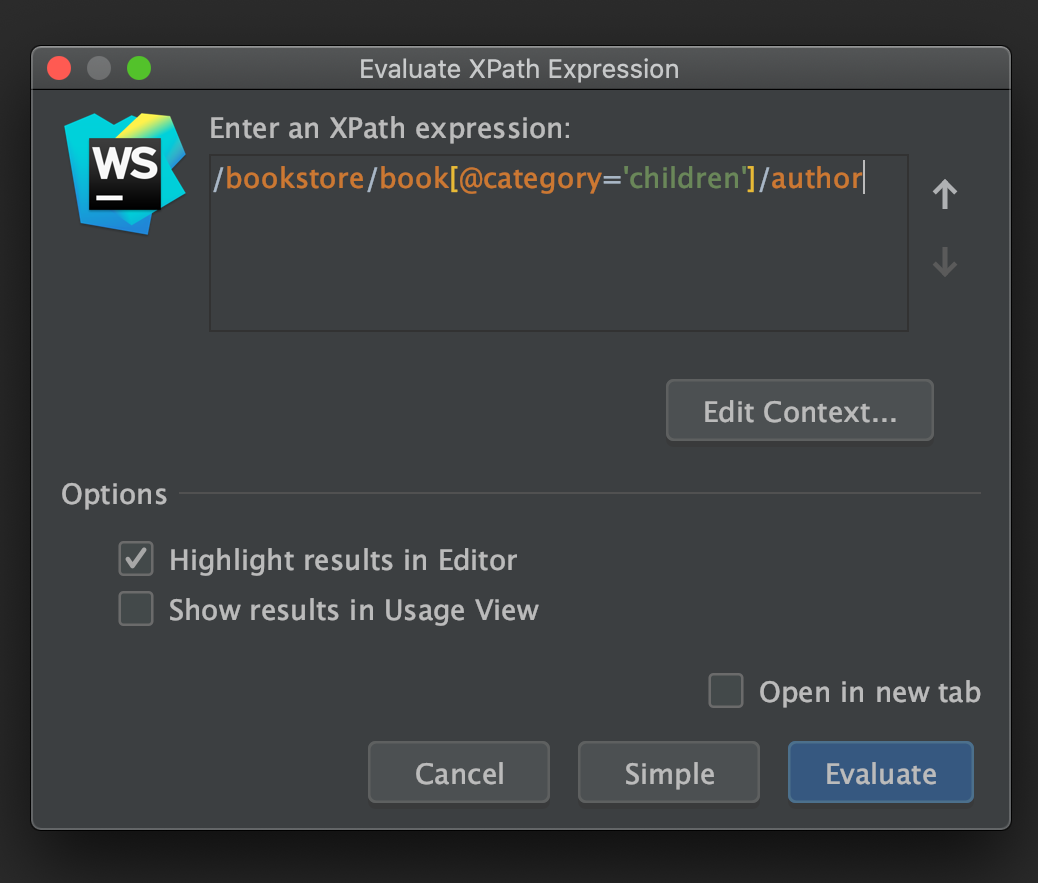 Evaluate XPath Expression
WS
Enter an XPath expression:
/bookstore/book[@category='children']/author
Edit Context...
Options
Highlight results in Editor
Show results in Usage View
Open in new tab
Cancel
Simple
Evaluate